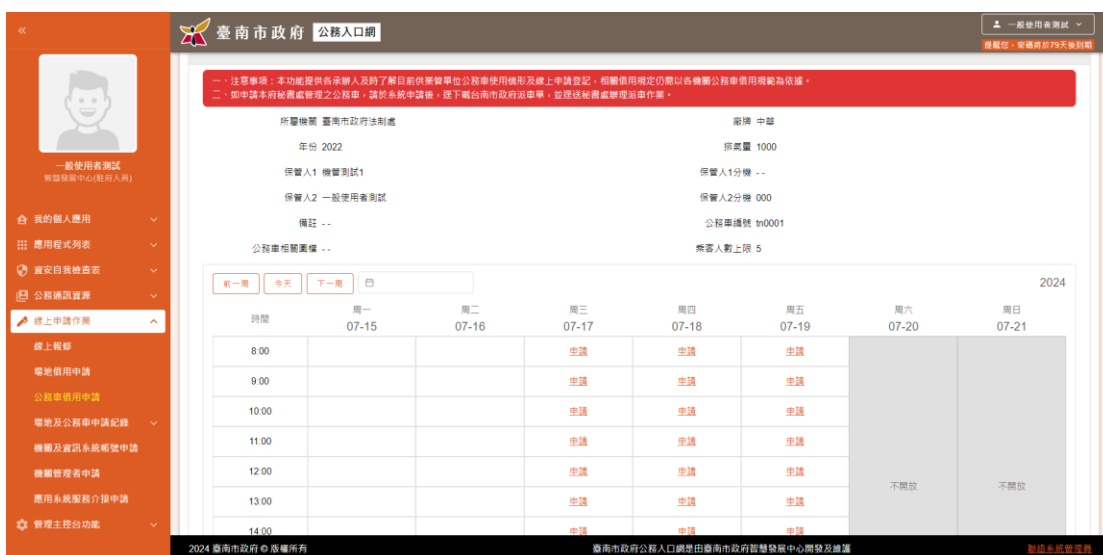 «
臺南市政府 公務人口網
一般使用者測試
提醒您，密碼將於79天後到期
一般使用者測試
智慧發展中心(駐府人員)
我的個人應用
應用程式列表
資安自我檢查表
公務通訊資源
線上申請作業
線上報修
場地借用申請
公務車借用申請
場地及公務車申請紀錄
機關及資訊系統帳號申請
機關管理者申請
應用系統服務介接申請
管理主控台功能
一、注意事項：本功能提供各承辦人及時了解目前供業管單位公務車使用情形及線上申請登記，相關借用規定仍需以各機關公務車借用規範為依據。
二、如申請本府秘書處管理之公務車，請於系統申請後，逕下載台南市政府派車單，並逕送秘書處辦理派車作業。
所屬機關 臺南市政府法制處 廠牌 中華
年份 2022 排氣量 1000
保管人1 機管測試1 保管人1分機 --
保管人2 一般使用者測試 保管人2分機 000
備註 -- 公務車編號 tn0001
公務車相關圖檔 -- 乘客人數上限 5
前一周 今天 下一周 2024
時間 周一 07-15 周二 07-16 周三 07-17 周四 07-18 周五 07-19 周六 07-20 周日 07-21
8:00 申請 申請 申請
9:00 申請 申請 申請
10:00 申請 申請 申請
11:00 申請 申請 申請
12:00 申請 申請 申請
不開放 不開放
13:00 申請 申請 申請
14:00 申請 申請 申請
2024 臺南市政府 © 版權所有 臺南市政府公務入口網是由臺南市政府智慧發展中心開發及維護 聯絡系統管理員